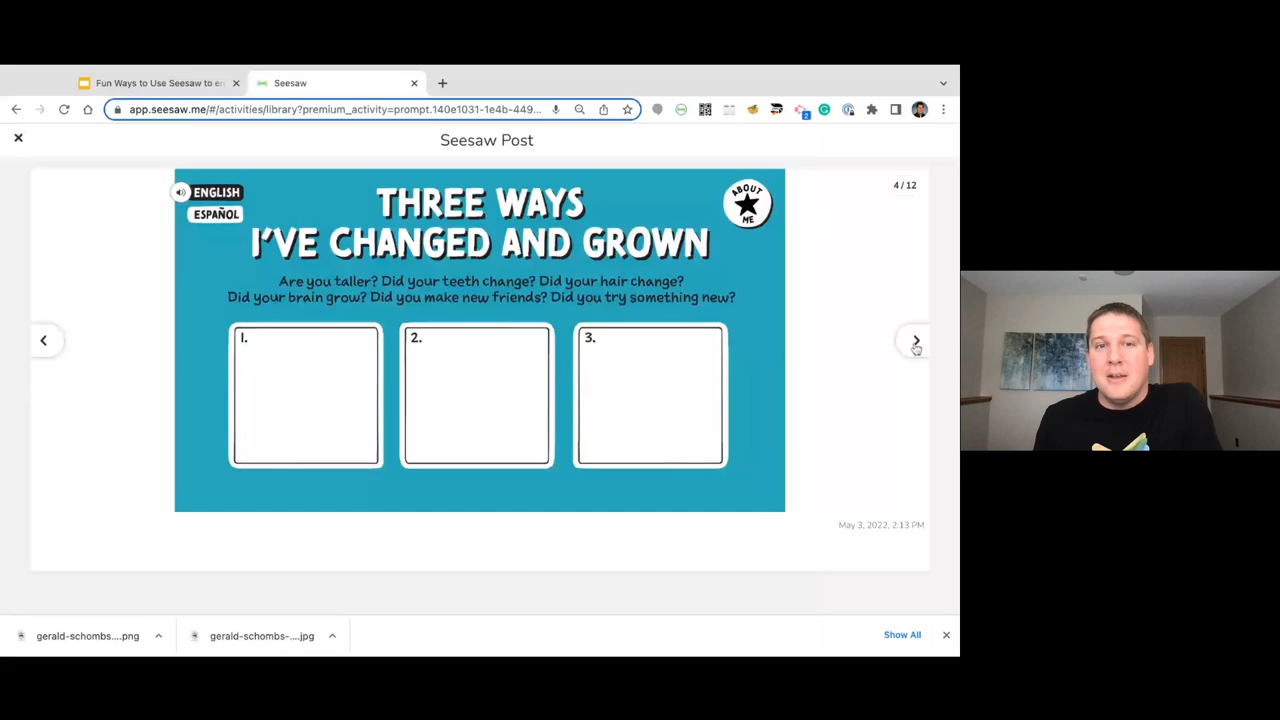 Fun Ways to Use Seesaw to en
Seesaw
app.seesaw.me/#/activities/library?premium_activity=prompt.140e1031-1e4b-449...
2
Seesaw Post
ENGLISH
ESPAÑOL
THREE WAYS
I'VE CHANGED AND GROWN
ABOUT
ME
4/12
Are you taller? Did your teeth change? Did your hair change?
Did your brain grow? Did you make new friends? Did you try something new?
1.
2.
3.
May 3, 2022, 2:13 PM
gerald-schombs....png
gerald-schombs-....jpg
Show All